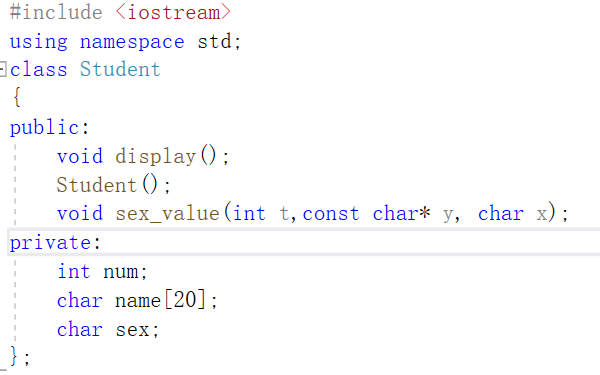 #include <iostream>
using namespace std;
class Student
{
public:
void display();
Student();
void sex_value(int t,const char* y, char x);
private:
int num;
char name[20];
char sex;
};